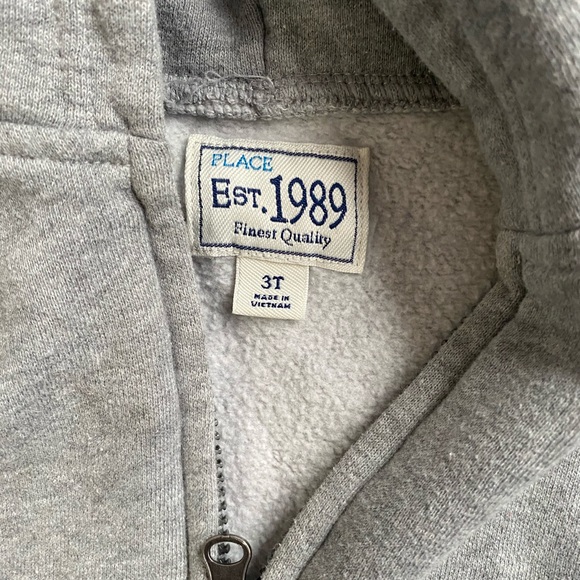 PLACE
EST. 1989
Finest Quality
3T
MADE IN
VIETNAM